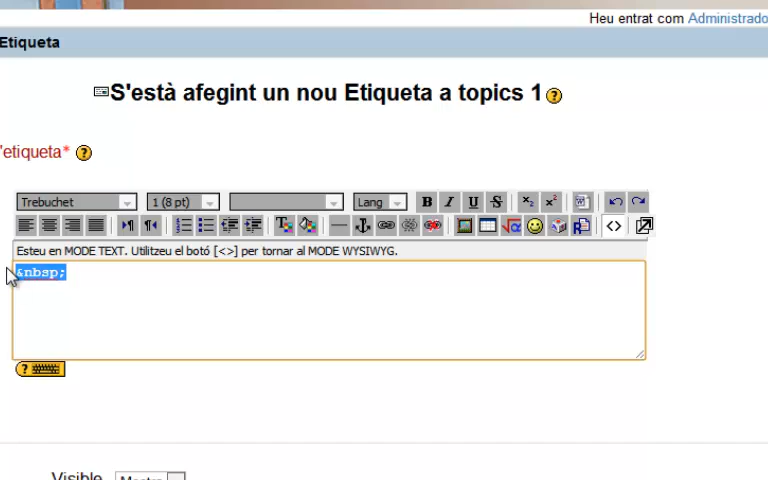 Heu entrat com Administrado
Etiqueta
S'està afegint un nou Etiqueta a topics 1
'etiqueta*
Trebuchet 1 (8 pt) Lang B I U S
Esteu en MODE TEXT. Utilitzeu el botó [<>] per tornar al MODE WYSIWYG.
&nbsp;
Visible